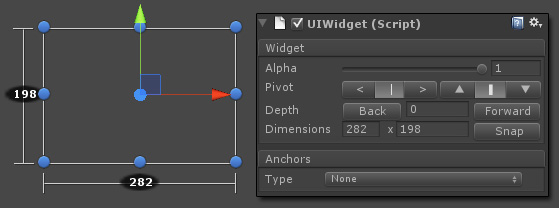 198
282
UIWidget (Script)
Widget
Alpha 1
Pivot < | > ▲ ▮ ▼
Depth Back 0 Forward
Dimensions 282 x 198 Snap
Anchors
Type None